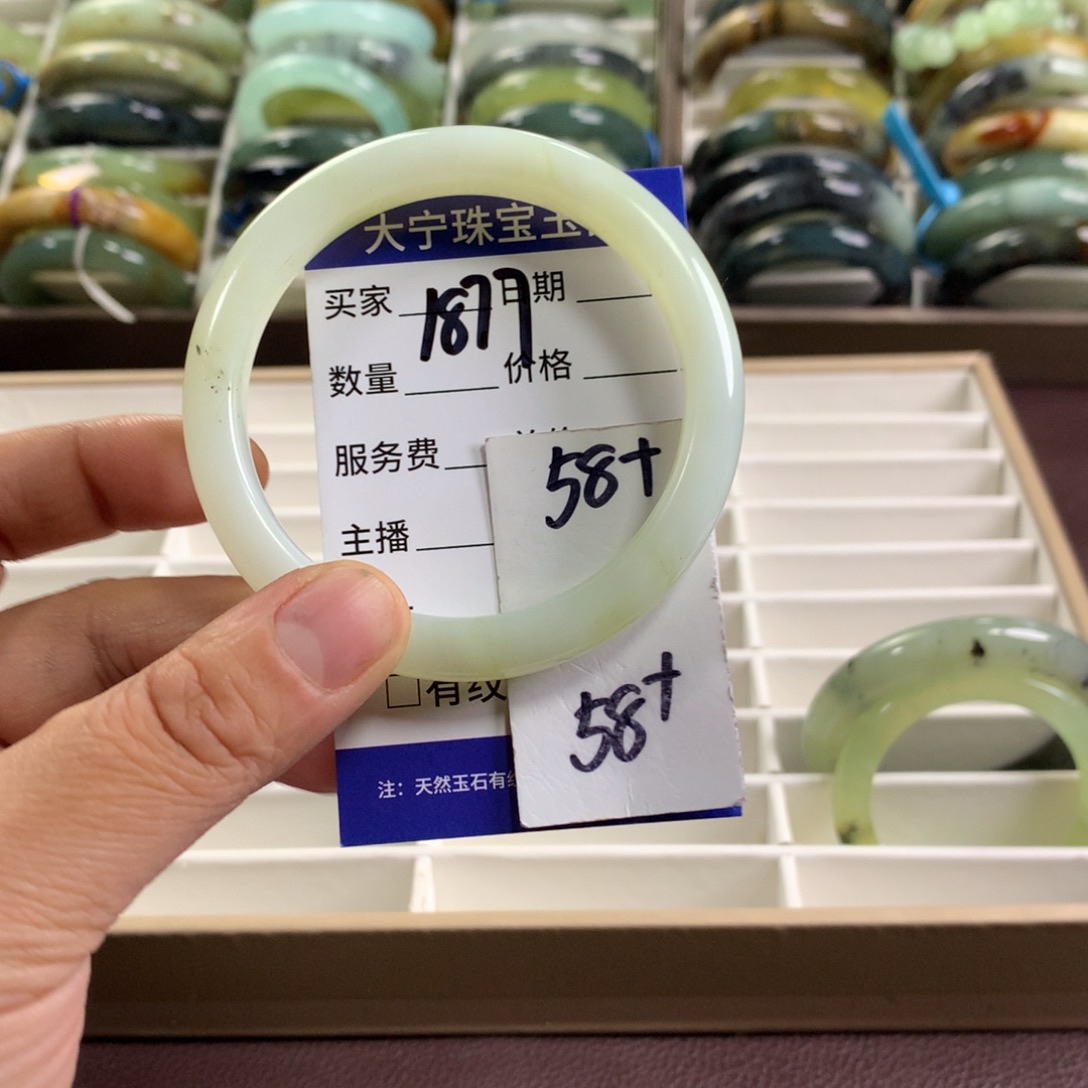 大宁珠宝玉
买家 1877 日期
数量 价格
服务费
58+
主播
□有纹
58+
注：天然玉石有